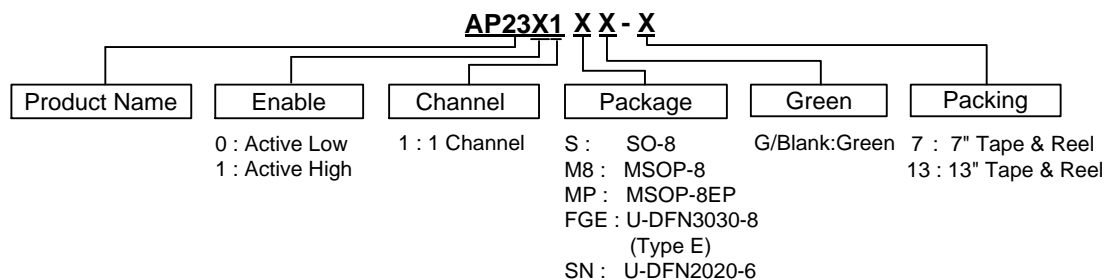 AP23X1 X X - X
Product Name Enable Channel Package Green Packing
0 : Active Low
1 : Active High
1 : 1 Channel
S : SO-8
M8 : MSOP-8
MP : MSOP-8EP
FGE : U-DFN3030-8
(Type E)
SN : U-DFN2020-6
G/Blank:Green
7 : 7" Tape & Reel
13 : 13" Tape & Reel